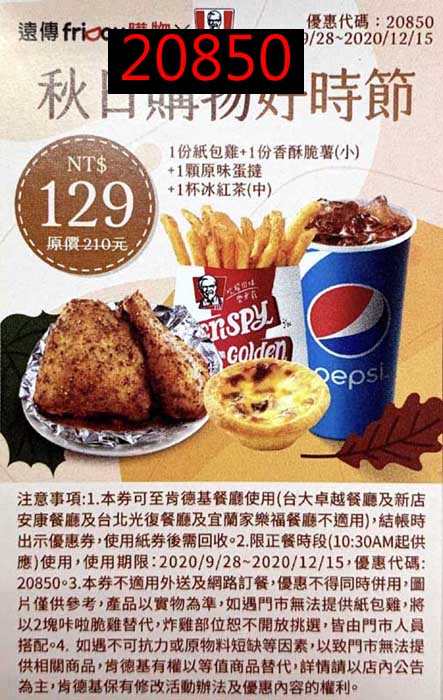 遠傳 friDay 購物 ×
優惠代碼：20850
9/28~2020/12/15
20850
秋日購物好時節
1份紙包雞+1份香酥脆薯(小)
+1顆原味蛋撻
+1杯冰紅茶(中)
NT$
129
原價 210元
CRISPY
GOLDEN
pepsi
注意事項:1.本券可至肯德基餐廳使用(台大卓越餐廳及新店
安康餐廳及台北光復餐廳及宜蘭家樂福餐廳不適用)，結帳時
出示優惠券，使用紙券後需回收。2.限正餐時段(10:30AM起供
應)使用，使用期限：2020/9/28~2020/12/15，優惠代碼：
20850。3.本券不適用外送及網路訂餐，優惠不得同時併用，圖
片僅供參考，產品以實物為準，如遇門市無法提供紙包雞，將
以2塊咔啦脆雞替代，炸雞部位恕不開放挑選，皆由門市人員
搭配。4. 如遇不可抗力或原物料短缺等因素，以致門市無法提
供相關商品，肯德基有權以等值商品替代，詳情請以店內公告
為主，肯德基保有修改活動辦法及優惠內容的權利。